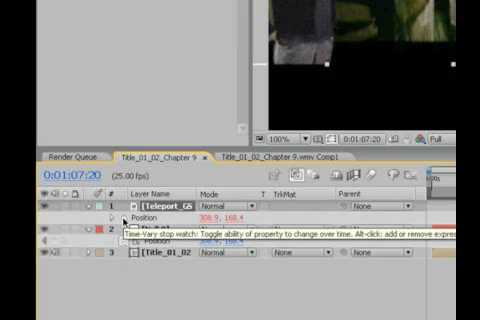 100% 0:01:07:20 Full
Render Queue Title_01_02_Chapter 9 × Title_01_02_Chapter 9.wmv Comp1
0:01:07:20 (25.00 fps)
# Layer Name Mode T TrkMat Parent
1 [Teleport_GS Normal None
Position 308.9, 168.4
2 Normal None None
Time-Vary stop watch: Toggle ability of property to change over time. Alt-click: add or remove expres
Position 308.9, 168.4
3 [Title_01_02 Normal None None